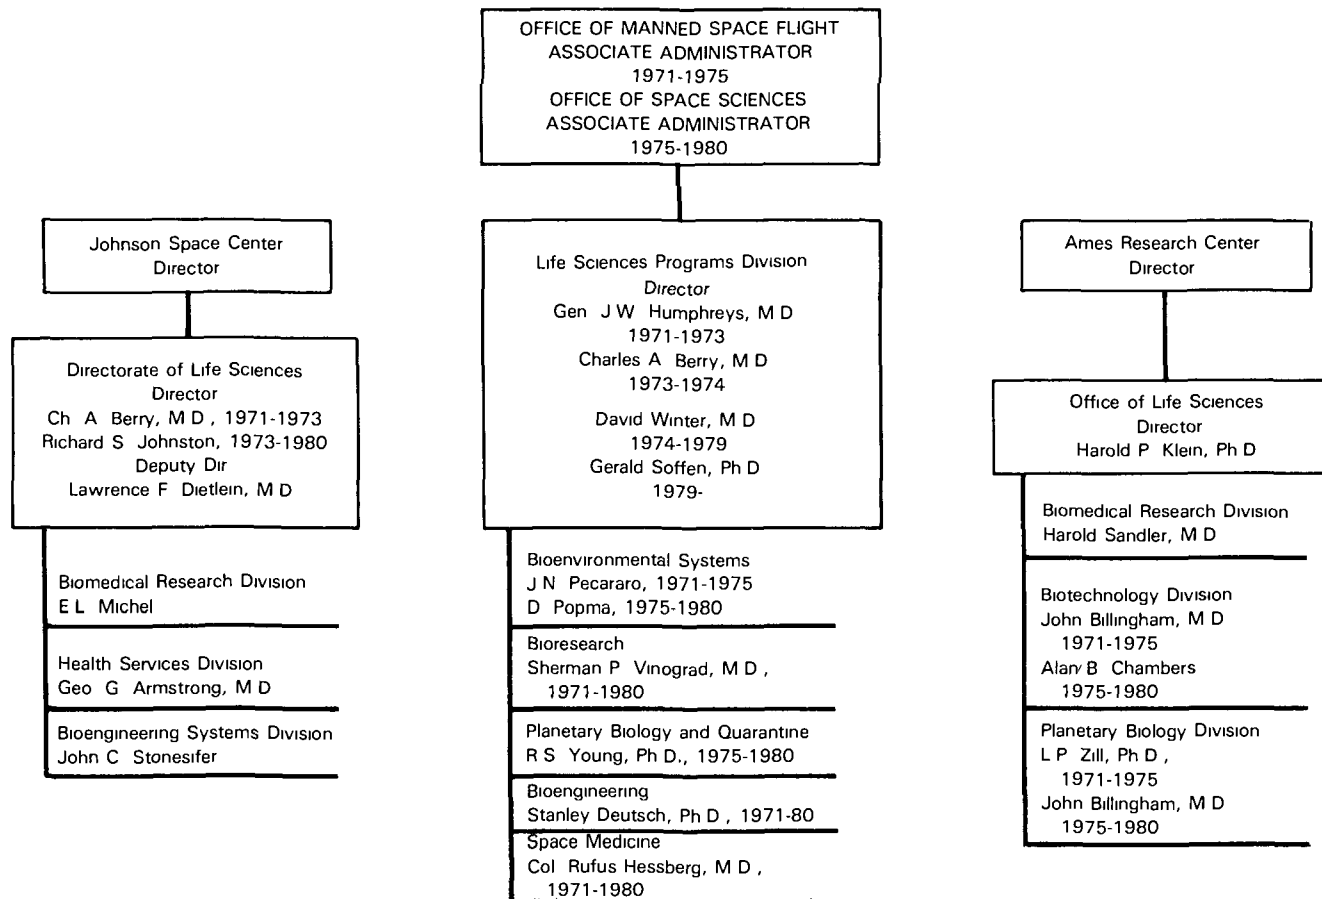 OFFICE OF MANNED SPACE FLIGHT
ASSOCIATE ADMINISTRATOR
1971-1975
OFFICE OF SPACE SCIENCES
ASSOCIATE ADMINISTRATOR
1975-1980
Johnson Space Center
Director
Directorate of Life Sciences
Director
Ch A Berry, M D , 1971-1973
Richard S Johnston, 1973-1980
Deputy Dir
Lawrence F Dietlein, M D
Biomedical Research Division
E L Michel
Health Services Division
Geo G Armstrong, M D
Bioengineering Systems Division
John C Stonesifer
Life Sciences Programs Division
Director
Gen J W Humphreys, M D
1971-1973
Charles A Berry, M D
1973-1974
David Winter, M D
1974-1979
Gerald Soffen, Ph D
1979-
Bioenvironmental Systems
J N Pecararo, 1971-1975
D Popma, 1975-1980
Bioresearch
Sherman P Vinograd, M D ,
1971-1980
Planetary Biology and Quarantine
R S Young, Ph D., 1975-1980
Bioengineering
Stanley Deutsch, Ph D , 1971-80
Space Medicine
Col Rufus Hessberg, M D ,
1971-1980
Ames Research Center
Director
Office of Life Sciences
Director
Harold P Klein, Ph D
Biomedical Research Division
Harold Sandler, M D
Biotechnology Division
John Billingham, M D
1971-1975
Alan B Chambers
1975-1980
Planetary Biology Division
L P Zill, Ph D ,
1971-1975
John Billingham, M D
1975-1980